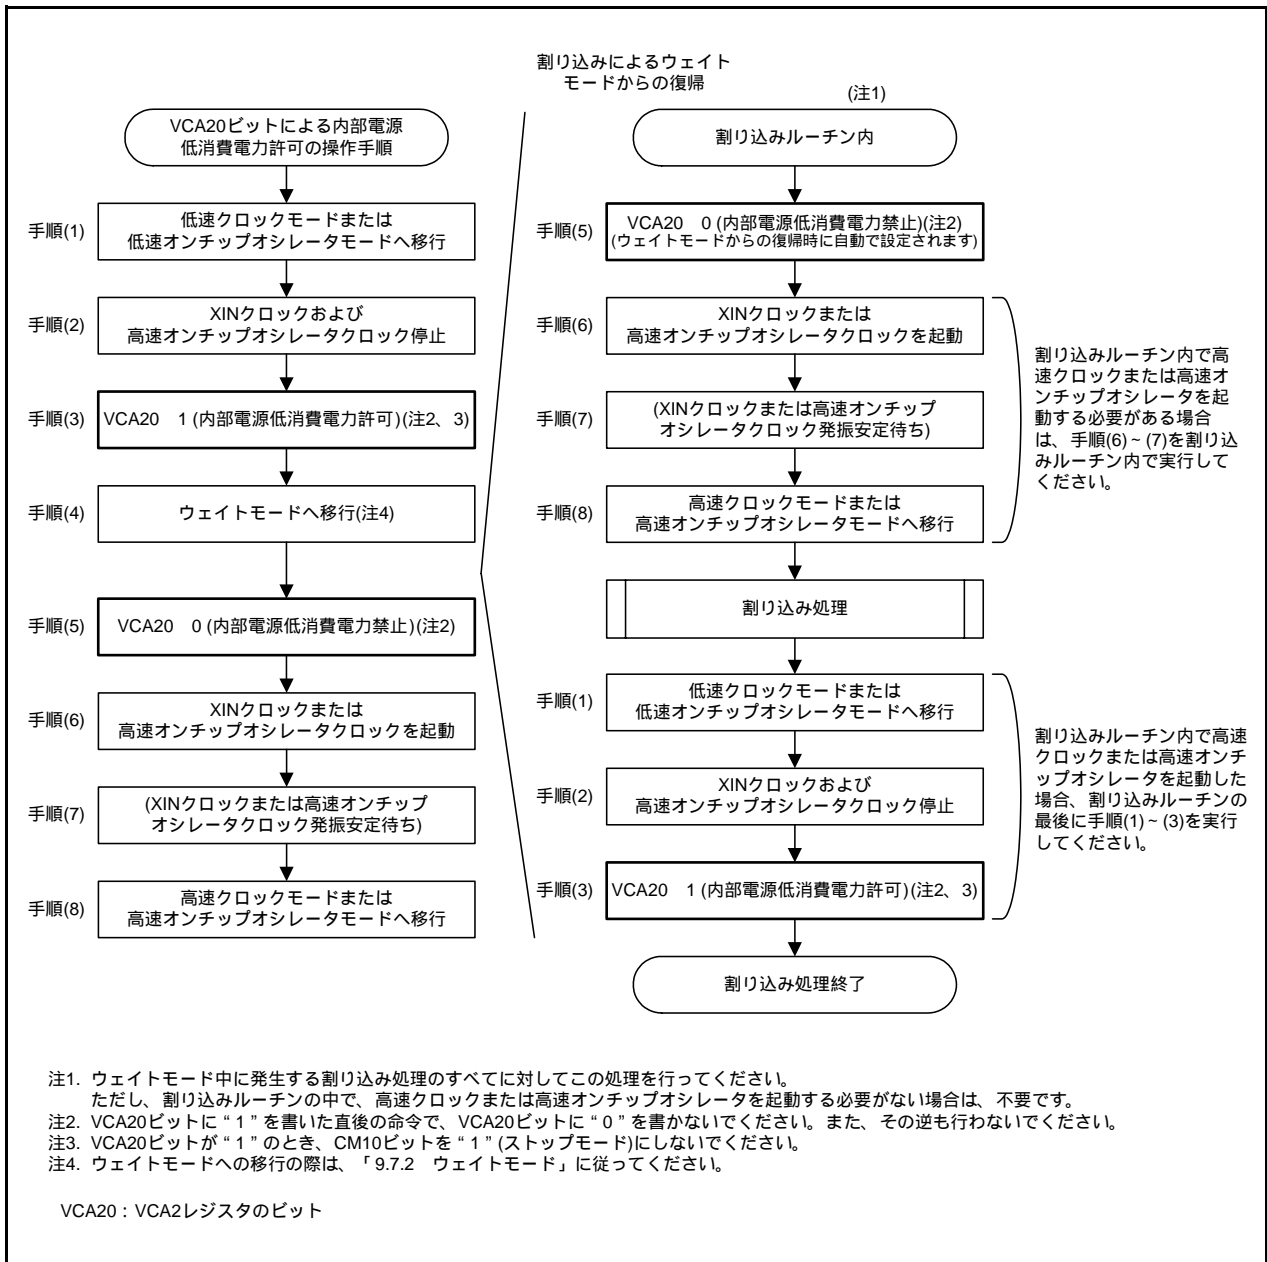 割り込みによるウェイト
モードからの復帰
VCA20ビットによる内部電源
低消費電力許可の操作手順
手順(1)
低速クロックモードまたは
低速オンチップオシレータモードへ移行
手順(2)
XINクロックおよび
高速オンチップオシレータクロック停止
手順(3)
VCA20 1 (内部電源低消費電力許可)(注2、3)
手順(4)
ウェイトモードへ移行(注4)
手順(5)
VCA20 0 (内部電源低消費電力禁止)(注2)
手順(6)
XINクロックまたは
高速オンチップオシレータクロックを起動
手順(7)
(XINクロックまたは高速オンチップ
オシレータクロック発振安定待ち)
手順(8)
高速クロックモードまたは
高速オンチップオシレータモードへ移行
(注1)
割り込みルーチン内
手順(5)
VCA20 0 (内部電源低消費電力禁止)(注2)
(ウェイトモードからの復帰時に自動で設定されます)
手順(6)
XINクロックまたは
高速オンチップオシレータクロックを起動
手順(7)
(XINクロックまたは高速オンチップ
オシレータクロック発振安定待ち)
手順(8)
高速クロックモードまたは
高速オンチップオシレータモードへ移行
割り込みルーチン内で高
速クロックまたは高速オ
ンチップオシレータを起
動する必要がある場合
は、手順(6)~(7)を割り込
みルーチン内で実行して
ください。
割り込み処理
手順(1)
低速クロックモードまたは
低速オンチップオシレータモードへ移行
手順(2)
XINクロックおよび
高速オンチップオシレータクロック停止
手順(3)
VCA20 1 (内部電源低消費電力許可)(注2、3)
割り込みルーチン内で高速
クロックまたは高速オンチ
ップオシレータを起動した
場合、割り込みルーチンの
最後に手順(1)~(3)を実行
してください。
割り込み処理終了
注1. ウェイトモード中に発生する割り込み処理のすべてに対してこの処理を行ってください。
ただし、割り込みルーチンの中で、高速クロックまたは高速オンチップオシレータを起動する必要がない場合は、不要です。
注2. VCA20ビットに“1”を書いた直後の命令で、VCA20ビットに“0”を書かないでください。また、その逆も行わないでください。
注3. VCA20ビットが“1”のとき、CM10ビットを“1”(ストップモード)にしないでください。
注4. ウェイトモードへの移行の際は、「9.7.2 ウェイトモード」に従ってください。
VCA20:VCA2レジスタのビット